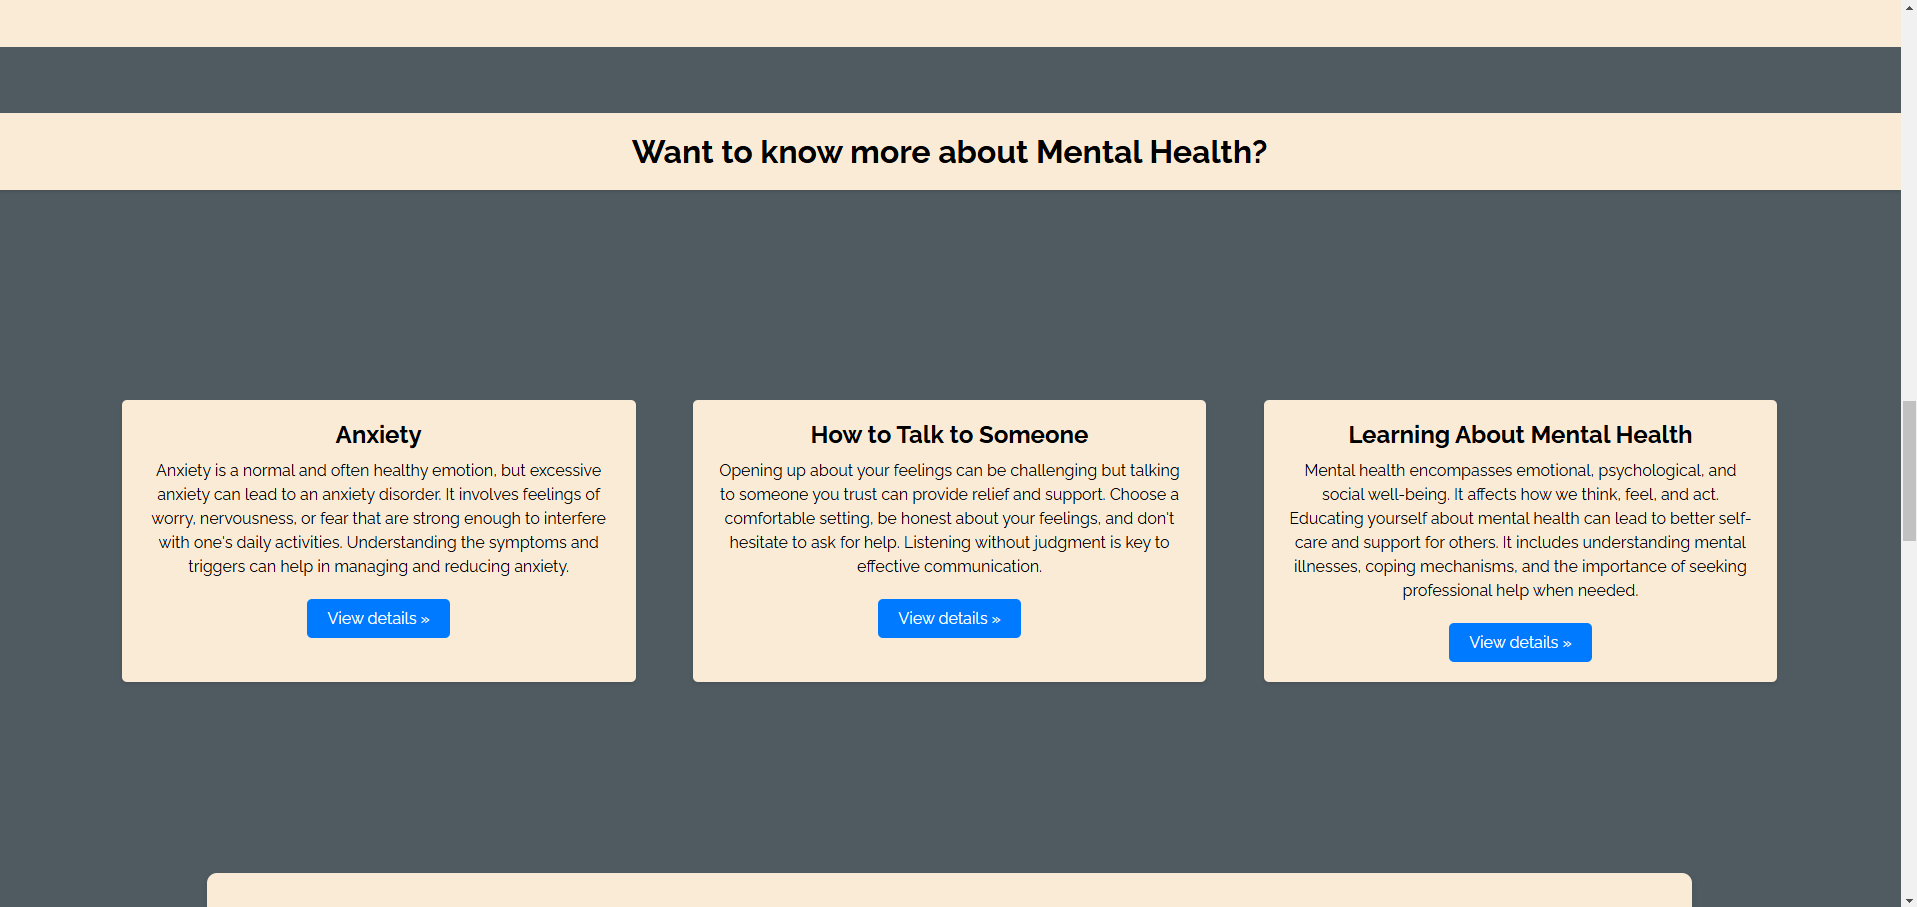 Want to know more about Mental Health?
Anxiety
Anxiety is a normal and often healthy emotion, but excessive
anxiety can lead to an anxiety disorder. It involves feelings of
worry, nervousness, or fear that are strong enough to interfere
with one's daily activities. Understanding the symptoms and
triggers can help in managing and reducing anxiety.
View details »
How to Talk to Someone
Opening up about your feelings can be challenging but talking
to someone you trust can provide relief and support. Choose a
comfortable setting, be honest about your feelings, and don't
hesitate to ask for help. Listening without judgment is key to
effective communication.
View details »
Learning About Mental Health
Mental health encompasses emotional, psychological, and
social well-being. It affects how we think, feel, and act.
Educating yourself about mental health can lead to better self-
care and support for others. It includes understanding mental
illnesses, coping mechanisms, and the importance of seeking
professional help when needed.
View details »